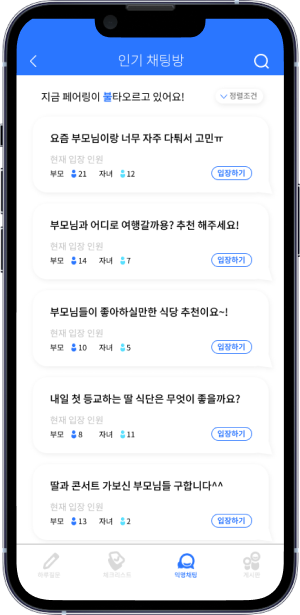 인기 채팅방
지금 페어링이 불타오르고 있어요!
정렬조건
요즘 부모님이랑 너무 자주 다퉈서 고민ㅠ
현재 입장 인원
부모 21 자녀 12 입장하기
부모님과 어디로 여행갈까용? 추천 해주세요!
현재 입장 인원
부모 14 자녀 7 입장하기
부모님들이 좋아하실만한 식당 추천이요~!
현재 입장 인원
부모 10 자녀 5 입장하기
내일 첫 등교하는 딸 식단은 무엇이 좋을까요?
현재 입장 인원
부모 8 자녀 11 입장하기
딸과 콘서트 가보신 부모님들 구합니다^^
현재 입장 인원
부모 13 자녀 2 입장하기
하루질문 체크리스트 익명채팅 게시판